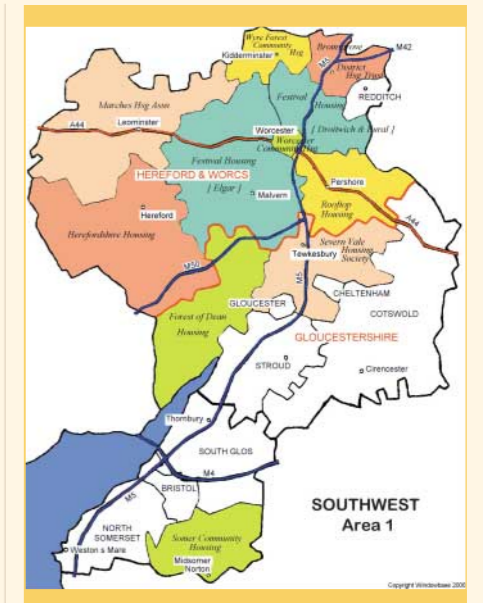 Wyre Forest
Community
Hsg
Kidderminster
Bromsgrove
District
Hsg Trust
M5
M42
REDDITCH
Marches Hsg Assn
A44
Leominster
Festival
Housing
[ Droitwich & Rural ]
Worcester
Worcester
Community Hsg
Festival Housing
HEREFORD & WORCS
[ Elgar ]
Malvern
Pershore
Rooftop
Housing
A44
Hereford
Herefordshire Housing
M50
Tewkesbury
Severn Vale
Housing
Society
M5
CHELTENHAM
GLOUCESTER
COTSWOLD
Forest of Dean
Housing
GLOUCESTERSHIRE
STROUD
Cirencester
Thornbury
SOUTH GLOS
M4
M5
BRISTOL
NORTH
SOMERSET
Weston s Mare
Somer Community
Housing
Midsomer
Norton
SOUTHWEST
Area 1
Copyright Windowbase 2006